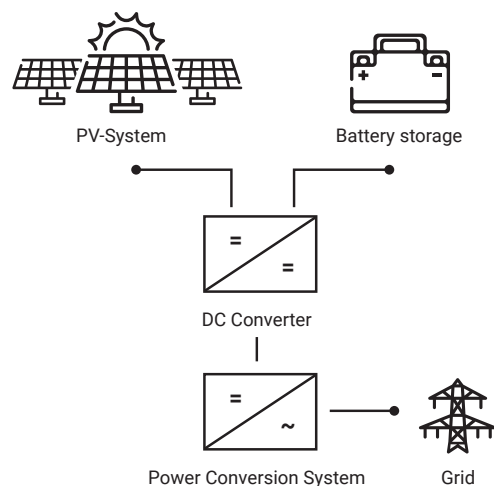 PV-System
Battery storage
+ -
=
=
DC Converter
=
~
Power Conversion System
Grid